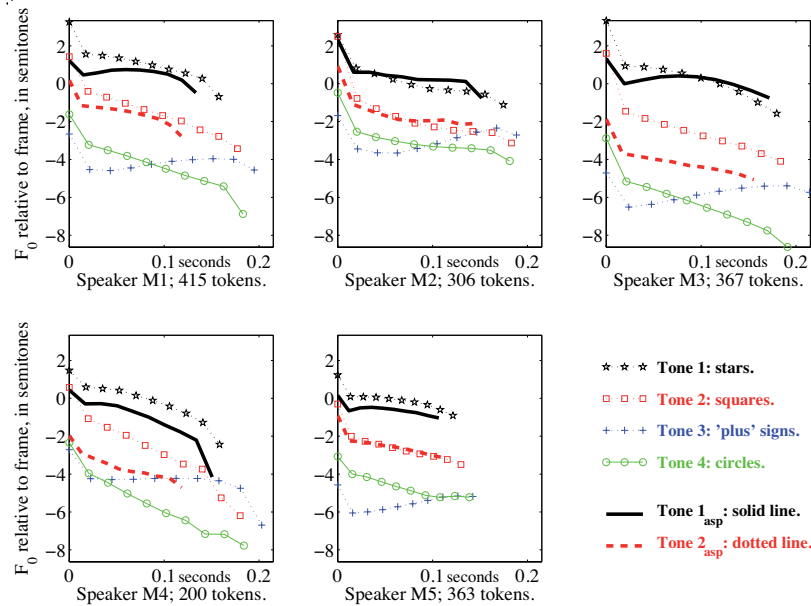 F0 relative to frame, in semitones
2
0
−2
−4
−6
−8
0
0.1 seconds
0.2
Speaker M1; 415 tokens.
2
0
−2
−4
−6
−8
0
0.1 seconds
0.2
Speaker M2; 306 tokens.
2
0
−2
−4
−6
−8
0
0.1 seconds
0.2
Speaker M3; 367 tokens.
F0 relative to frame, in semitones
2
0
−2
−4
−6
−8
0
0.1 seconds
0.2
Speaker M4; 200 tokens.
2
0
−2
−4
−6
−8
0
0.1 seconds
0.2
Speaker M5; 363 tokens.
Tone 1: stars.
Tone 2: squares.
Tone 3: 'plus' signs.
Tone 4: circles.
Tone 1asp: solid line.
Tone 2asp: dotted line.